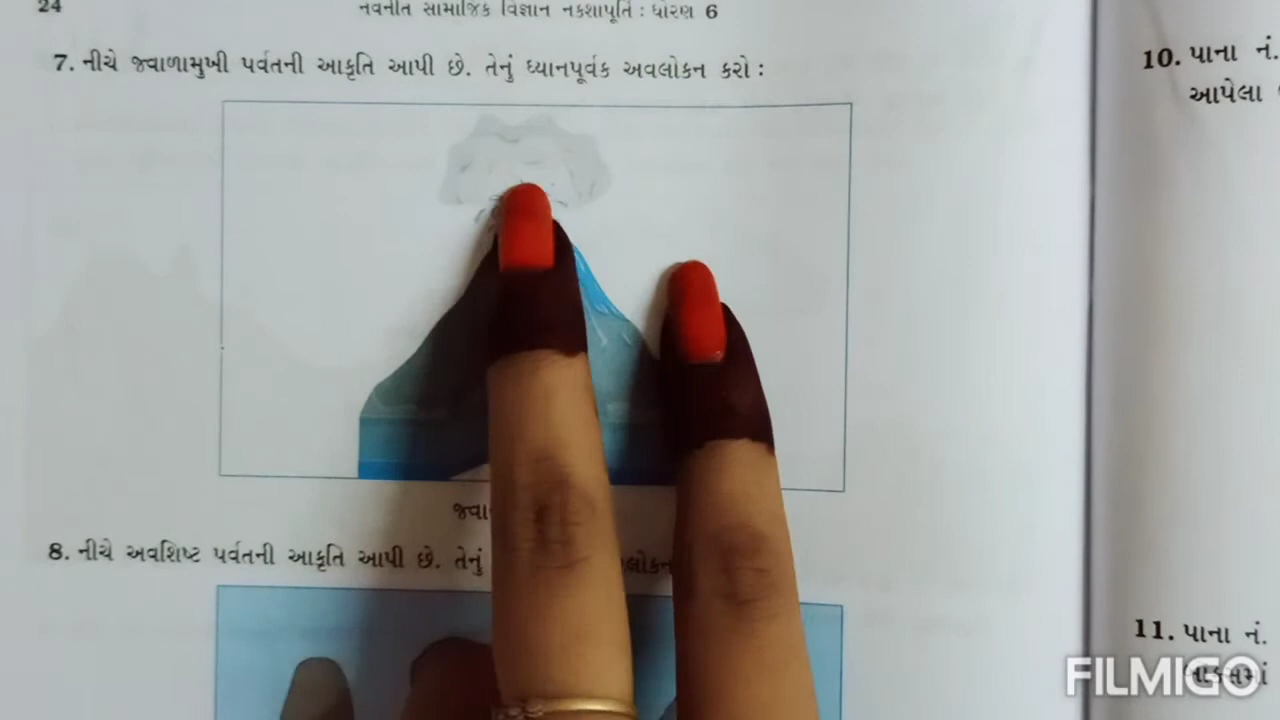 24
નવનીત સામાજિક વિજ્ઞાન નકશાપૂર્તિ : ધોરણ 6
7. નીચે જ્વાળામુખી પર્વતની આકૃતિ આપી છે. તેનું ધ્યાનપૂર્વક અવલોકન કરો :
8. નીચે અવશિષ્ટ પર્વતની આકૃતિ આપી છે. તેનું
10. પાના નં.
આપેલા
11. પાના નં.
FILMIGO